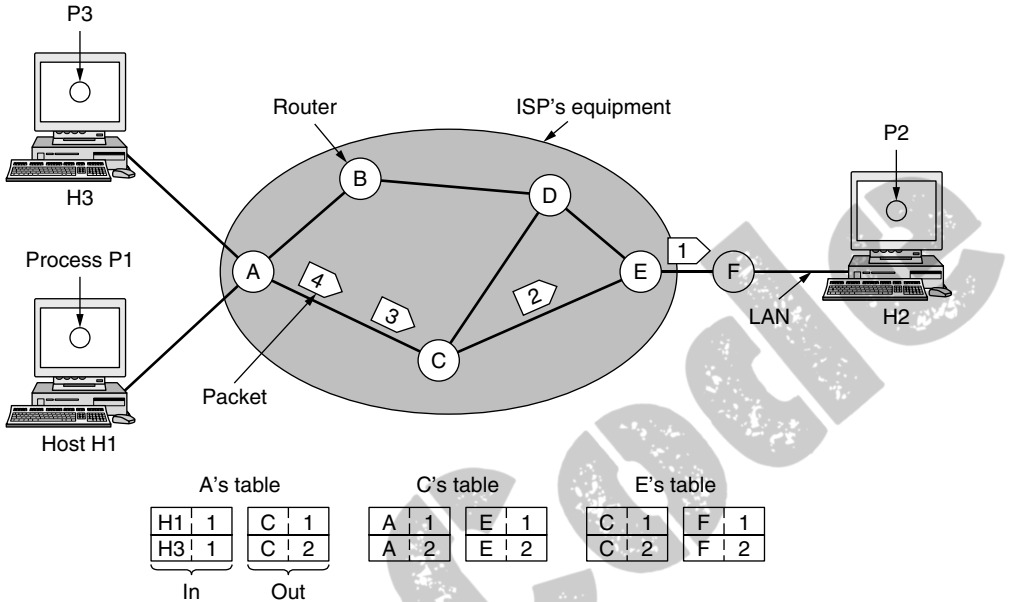 P3
Router
ISP's equipment
P2
B
D
H3
Process P1
A
4
3
2
E
1
F
LAN
H2
C
Packet
Host H1
A's table
C's table
E's table
H1 1 C 1 A 1 E 1 C 1 F 1
H3 1 C 2 A 2 E 2 C 2 F 2
In Out